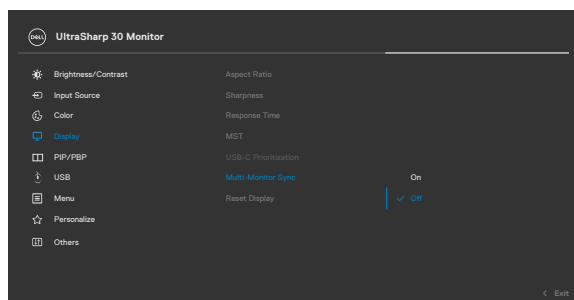 DELL UltraSharp 30 Monitor
Brightness/Contrast Aspect Ratio
Input Source Sharpness
Color Response Time
Display MST
PIP/PBP USB-C Prioritization
USB Multi-Monitor Sync On
Menu Reset Display Off
Personalize
Others
Exit